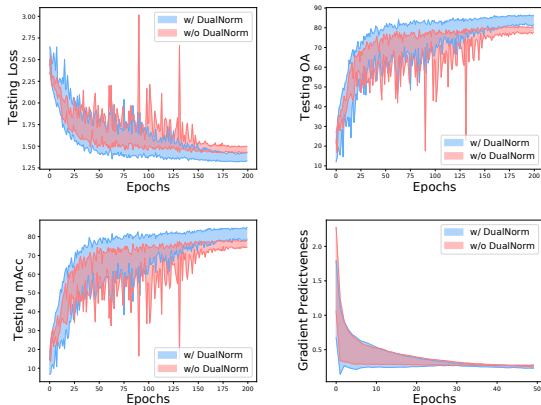 w/ DualNorm
w/o DualNorm
Testing Loss
3.00
2.75
2.50
2.25
2.00
1.75
1.50
1.25
0 25 50 75 100 125 150 175 200
Epochs
Testing OA
90
80
70
60
50
40
30
20
10
w/ DualNorm
w/o DualNorm
0 25 50 75 100 125 150 175 200
Epochs
Testing mAcc
80
70
60
50
40
30
20
10
w/ DualNorm
w/o DualNorm
0 25 50 75 100 125 150 175 200
Epochs
w/ DualNorm
w/o DualNorm
Gradient Predictveness
2.0
1.5
1.0
0.5
0 10 20 30 40 50
Epochs